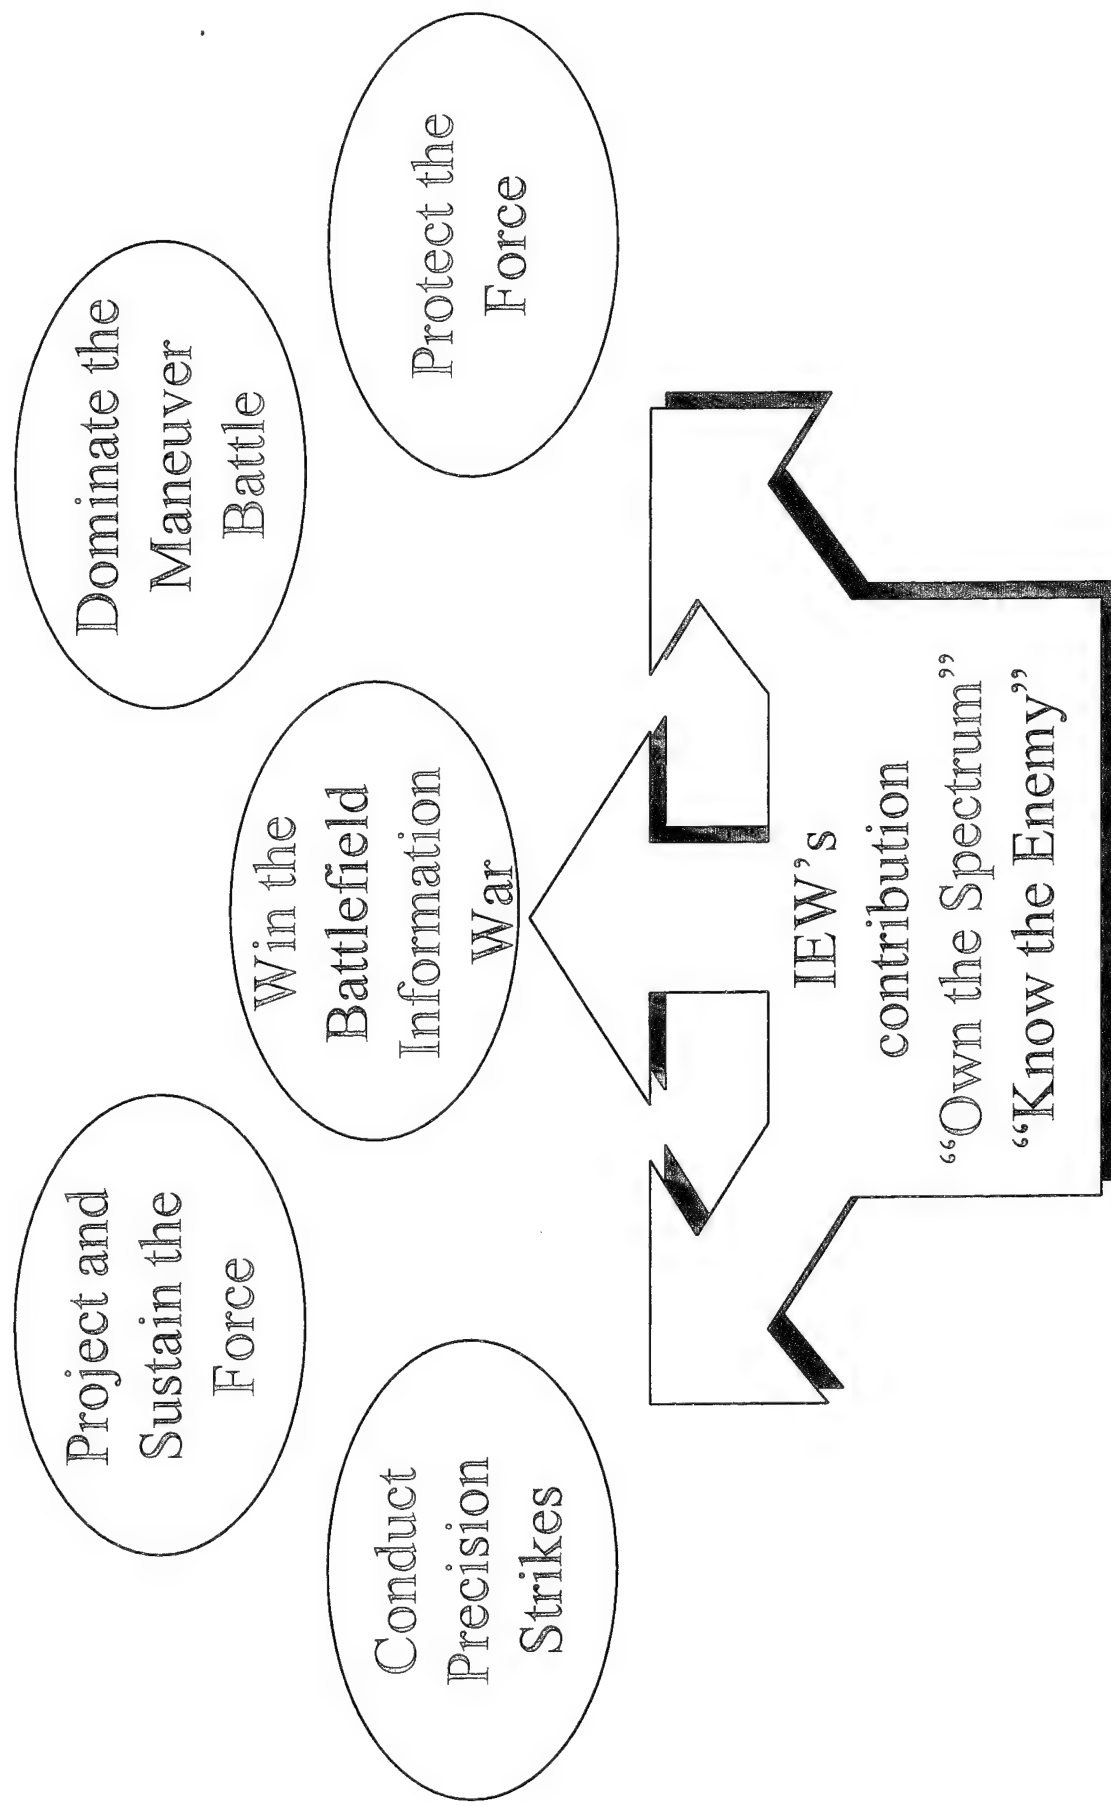 Project and
Sustain the
Force
Dominate the
Maneuver
Battle
Win the
Battlefield
Information
War
Conduct
Precision
Strikes
Protect the
Force
IEW's
contribution
“Own the Spectrum”
“Know the Enemy”